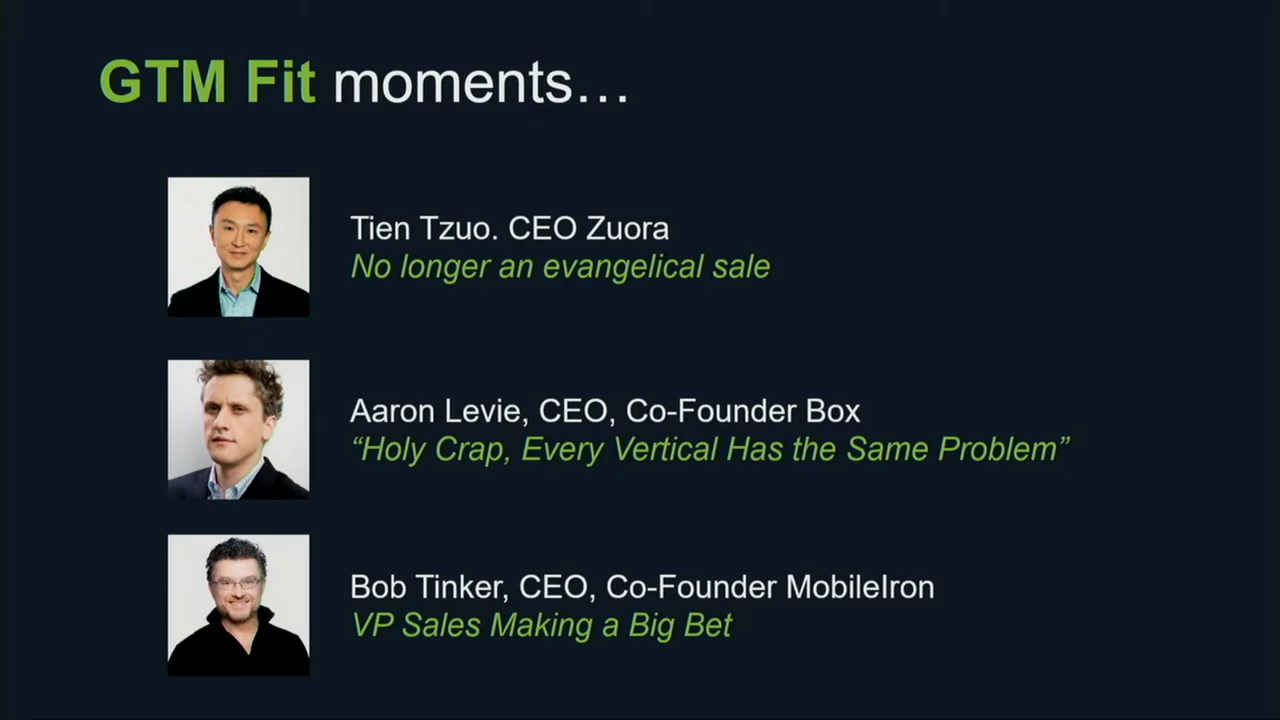 GTM Fit moments…
Tien Tzuo. CEO Zuora
No longer an evangelical sale
Aaron Levie, CEO, Co-Founder Box
“Holy Crap, Every Vertical Has the Same Problem”
Bob Tinker, CEO, Co-Founder MobileIron
VP Sales Making a Big Bet